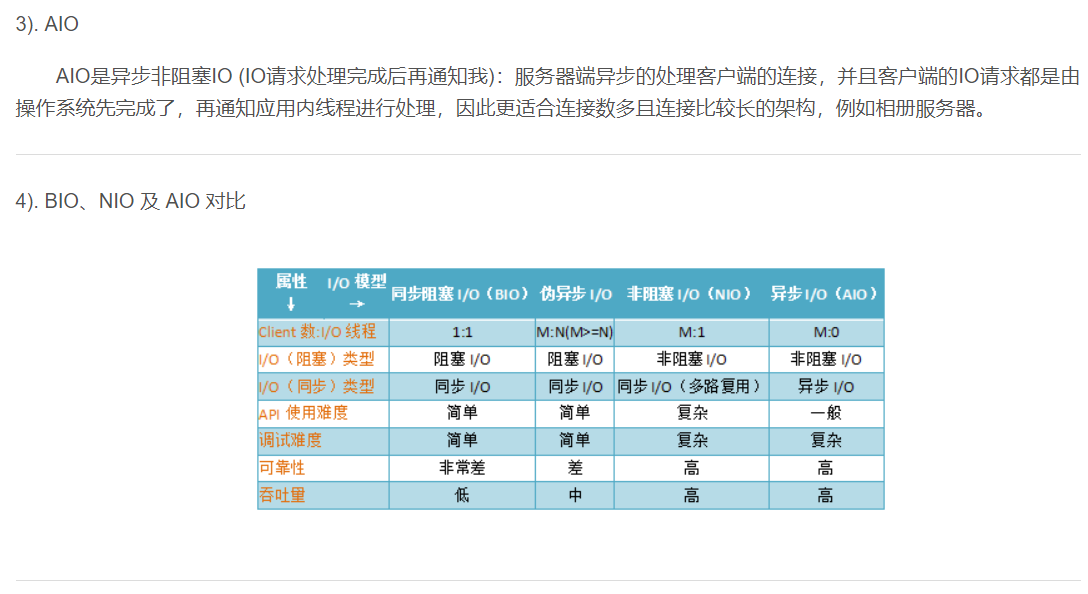 3). AIO
AIO是异步非阻塞IO (IO请求处理完成后再通知我)：服务器端异步的处理客户端的连接，并且客户端的IO请求都是由
操作系统先完成了，再通知应用内线程进行处理，因此更适合连接数多且连接比较长的架构，例如相册服务器。
4). BIO、NIO 及 AIO 对比
属性 I/O 模型 同步阻塞 I/O（BIO） 伪异步 I/O 非阻塞 I/O（NIO） 异步 I/O（AIO）
↓ →
Client 数:I/O 线程 1:1 M:N(M>=N) M:1 M:0
I/O（阻塞）类型 阻塞 I/O 阻塞 I/O 非阻塞 I/O 非阻塞 I/O
I/O（同步）类型 同步 I/O 同步 I/O 同步 I/O（多路复用） 异步 I/O
API 使用难度 简单 简单 复杂 一般
调试难度 简单 简单 复杂 复杂
可靠性 非常差 差 高 高
吞吐量 低 中 高 高